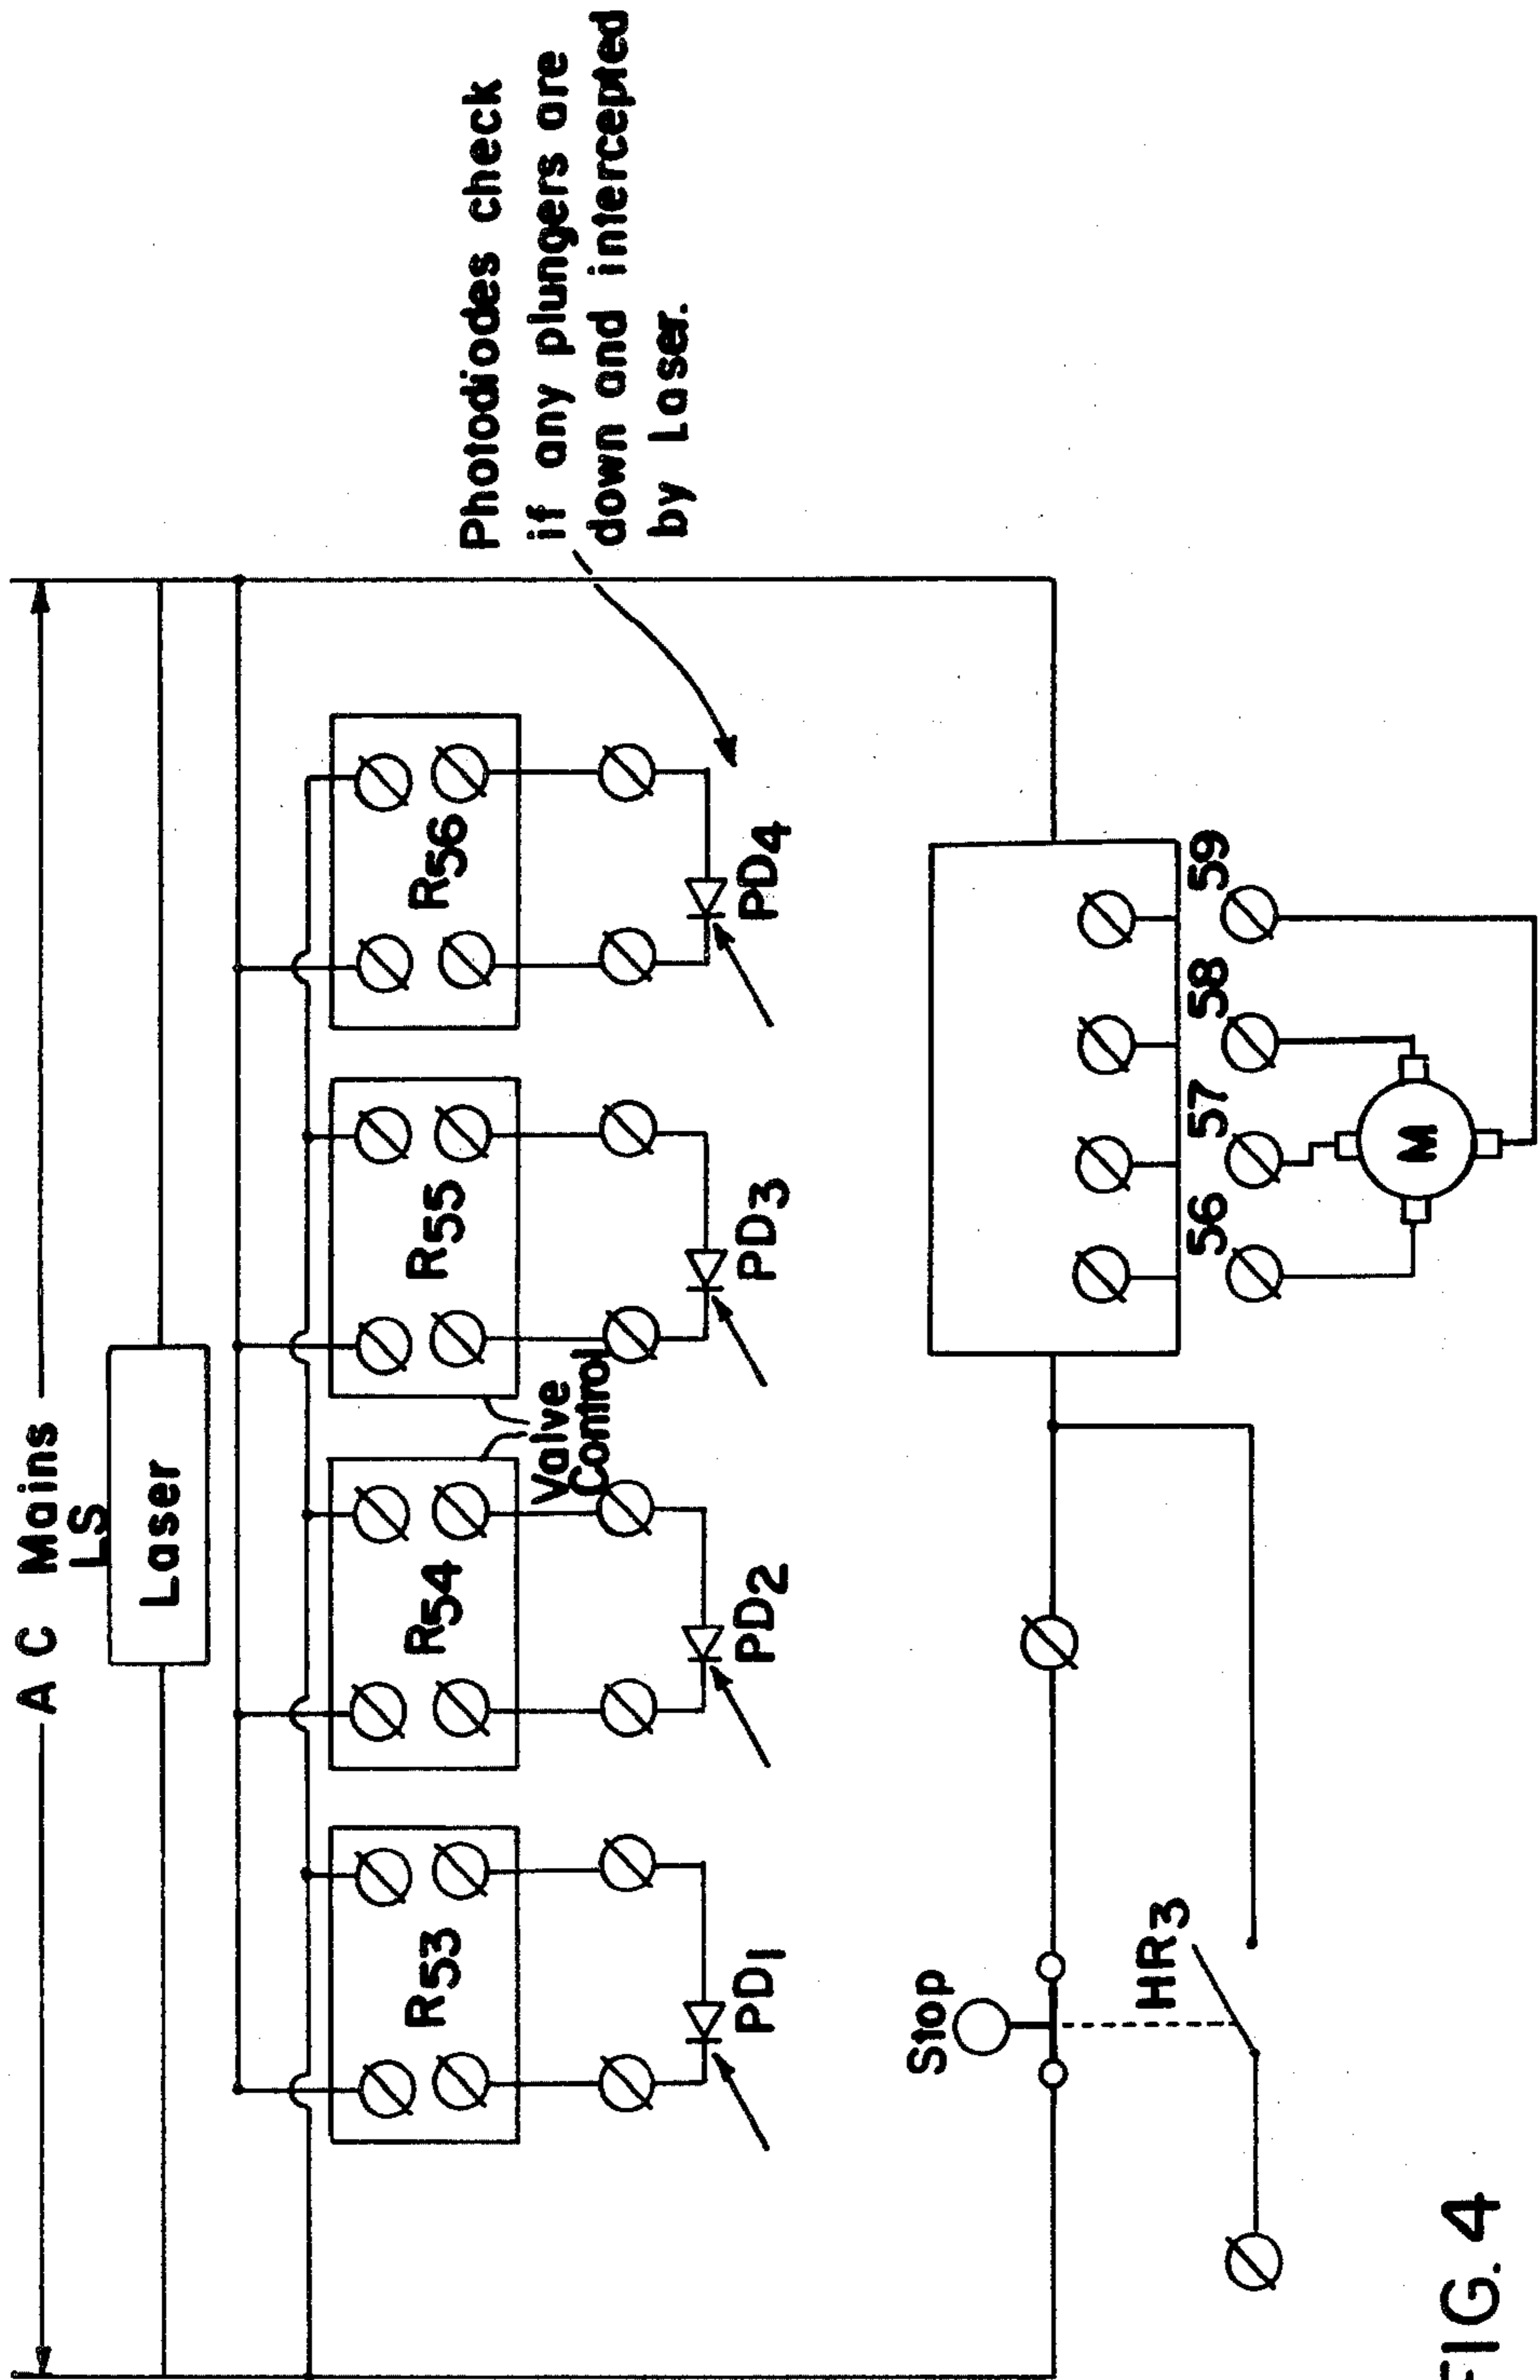 A C Mains
LS
Laser
R53
R54
R55
R56
Valve
Control
PD1
PD2
PD3
PD4
Photodiodes check
if any plungers are
down and intercepted
by Laser.
Stop
HR3
56
57
58
59
M
FIG. 4